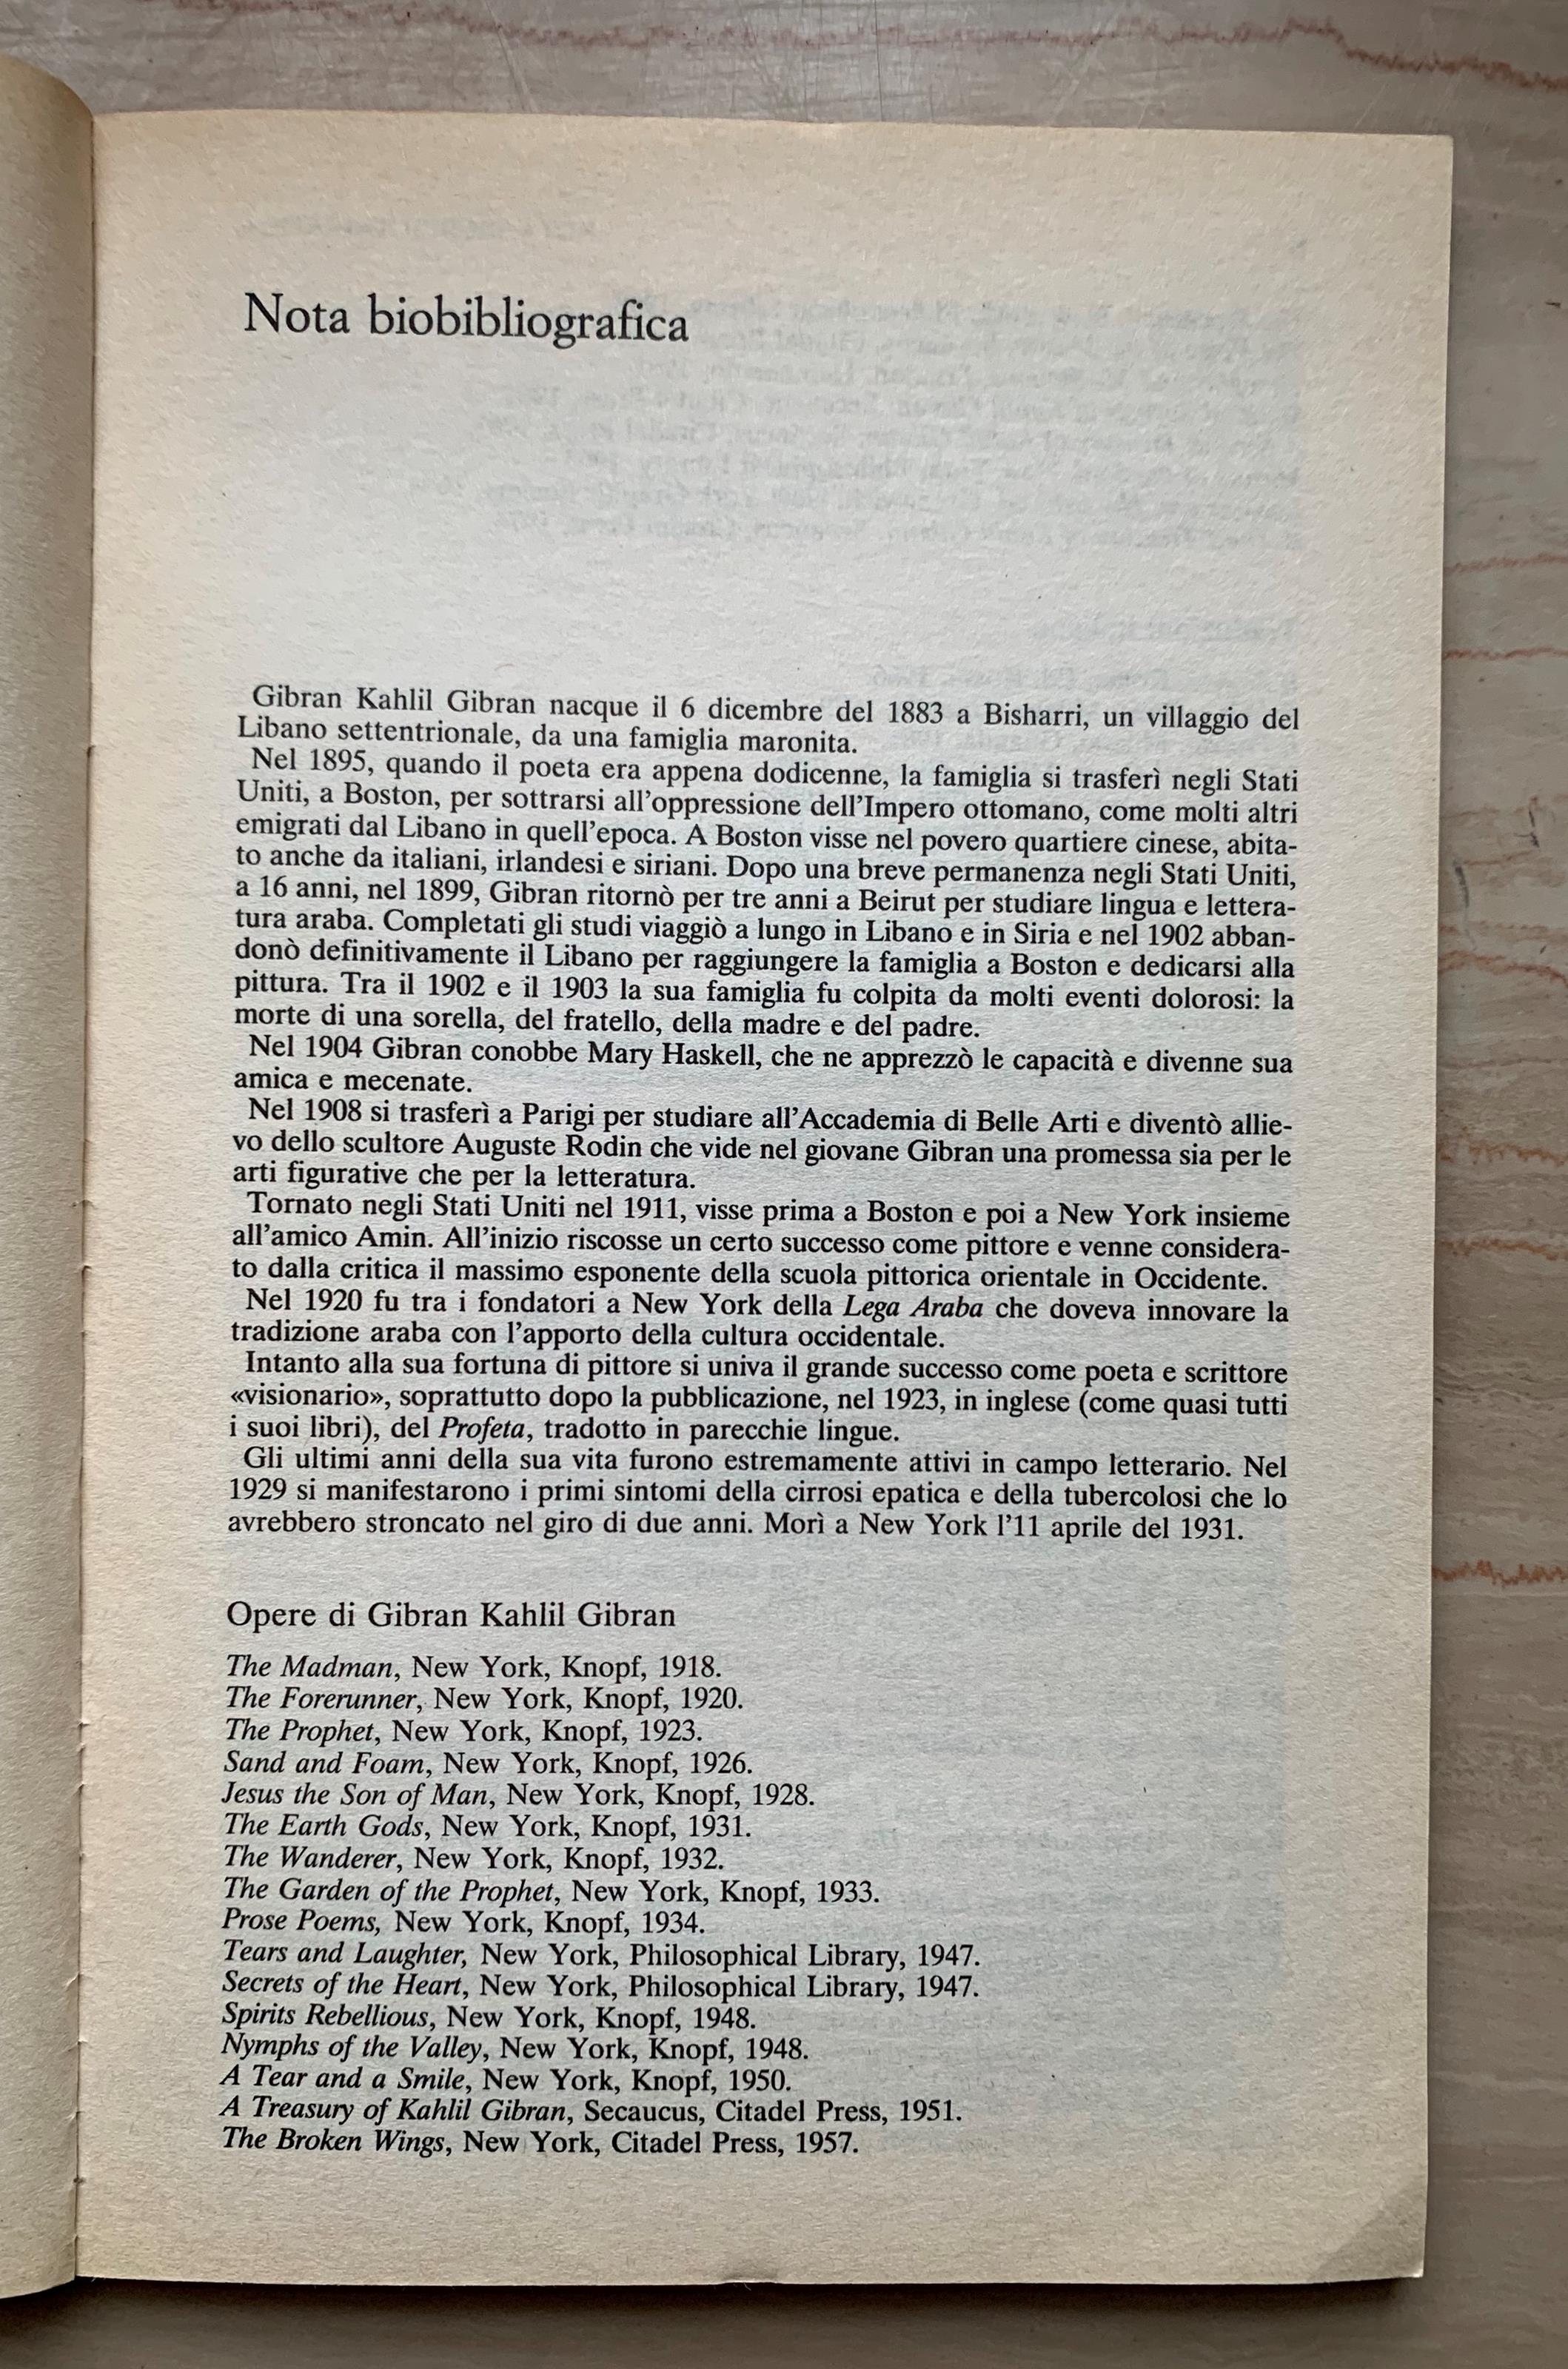 Nota biobibliografica
Gibran Kahlil Gibran nacque il 6 dicembre del 1883 a Bisharri, un villaggio del
Libano settentrionale, da una famiglia maronita.
Nel 1895, quando il poeta era appena dodicenne, la famiglia si trasferì negli Stati
Uniti, a Boston, per sottrarsi all'oppressione dell'Impero ottomano, come molti altri
emigrati dal Libano in quell'epoca. A Boston visse nel povero quartiere cinese, abita-
to anche da italiani, irlandesi e siriani. Dopo una breve permanenza negli Stati Uniti,
a 16 anni, nel 1899, Gibran ritornò per tre anni a Beirut per studiare lingua e lettera-
tura araba. Completati gli studi viaggiò a lungo in Libano e in Siria e nel 1902 abban-
donò definitivamente il Libano per raggiungere la famiglia a Boston e dedicarsi alla
pittura. Tra il 1902 e il 1903 la sua famiglia fu colpita da molti eventi dolorosi: la
morte di una sorella, del fratello, della madre e del padre.
Nel 1904 Gibran conobbe Mary Haskell, che ne apprezzò le capacità e divenne sua
amica e mecenate.
Nel 1908 si trasferì a Parigi per studiare all'Accademia di Belle Arti e diventò allie-
vo dello scultore Auguste Rodin che vide nel giovane Gibran una promessa sia per le
arti figurative che per la letteratura.
Tornato negli Stati Uniti nel 1911, visse prima a Boston e poi a New York insieme
all'amico Amin. All'inizio riscosse un certo successo come pittore e venne considera-
to dalla critica il massimo esponente della scuola pittorica orientale in Occidente.
Nel 1920 fu tra i fondatori a New York della Lega Araba che doveva innovare la
tradizione araba con l'apporto della cultura occidentale.
Intanto alla sua fortuna di pittore si univa il grande successo come poeta e scrittore
«visionario», soprattutto dopo la pubblicazione, nel 1923, in inglese (come quasi tutti
i suoi libri), del Profeta, tradotto in parecchie lingue.
Gli ultimi anni della sua vita furono estremamente attivi in campo letterario. Nel
1929 si manifestarono i primi sintomi della cirrosi epatica e della tubercolosi che lo
avrebbero stroncato nel giro di due anni. Morì a New York l'11 aprile del 1931.
Opere di Gibran Kahlil Gibran
The Madman, New York, Knopf, 1918.
The Forerunner, New York, Knopf, 1920.
The Prophet, New York, Knopf, 1923.
Sand and Foam, New York, Knopf, 1926.
Jesus the Son of Man, New York, Knopf, 1928.
The Earth Gods, New York, Knopf, 1931.
The Wanderer, New York, Knopf, 1932.
The Garden of the Prophet, New York, Knopf, 1933.
Prose Poems, New York, Knopf, 1934.
Tears and Laughter, New York, Philosophical Library, 1947.
Secrets of the Heart, New York, Philosophical Library, 1947.
Spirits Rebellious, New York, Knopf, 1948.
Nymphs of the Valley, New York, Knopf, 1948.
A Tear and a Smile, New York, Knopf, 1950.
A Treasury of Kahlil Gibran, Secaucus, Citadel Press, 1951.
The Broken Wings, New York, Citadel Press, 1957.